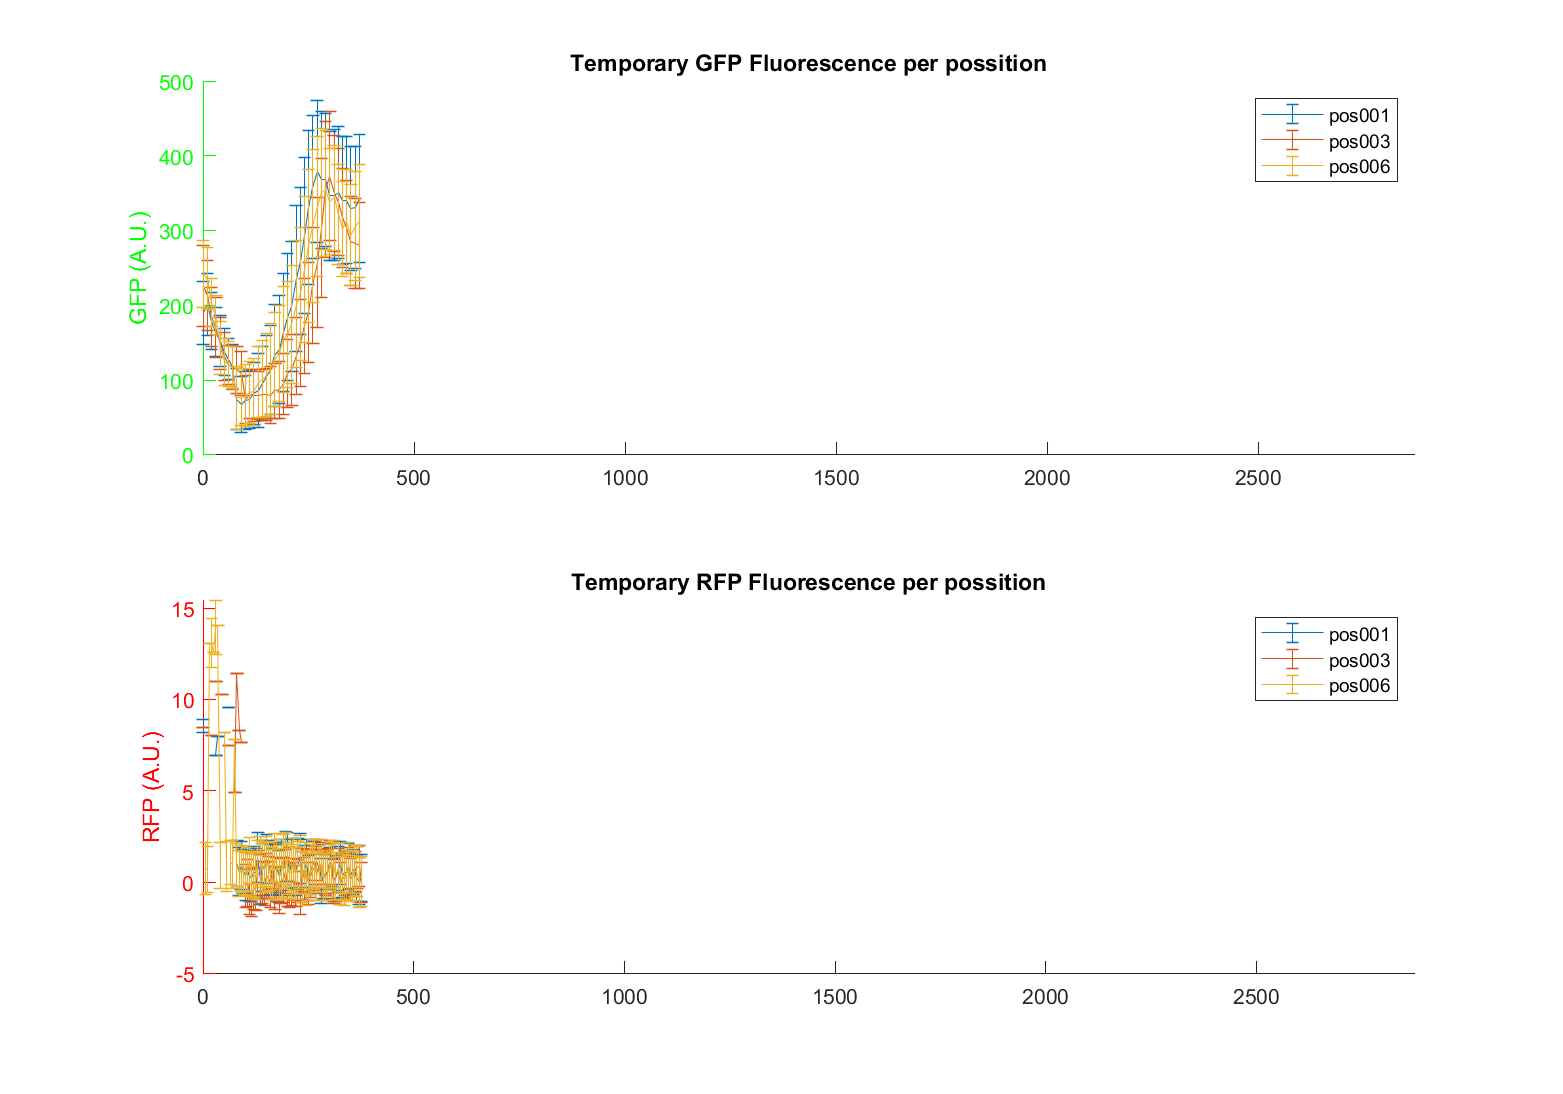 Temporary GFP Fluorescence per possition
500
400
300
200
100
0
GFP (A.U.)
0 500 1000 1500 2000 2500
pos001
pos003
pos006
Temporary RFP Fluorescence per possition
15
10
5
0
-5
RFP (A.U.)
0 500 1000 1500 2000 2500
pos001
pos003
pos006